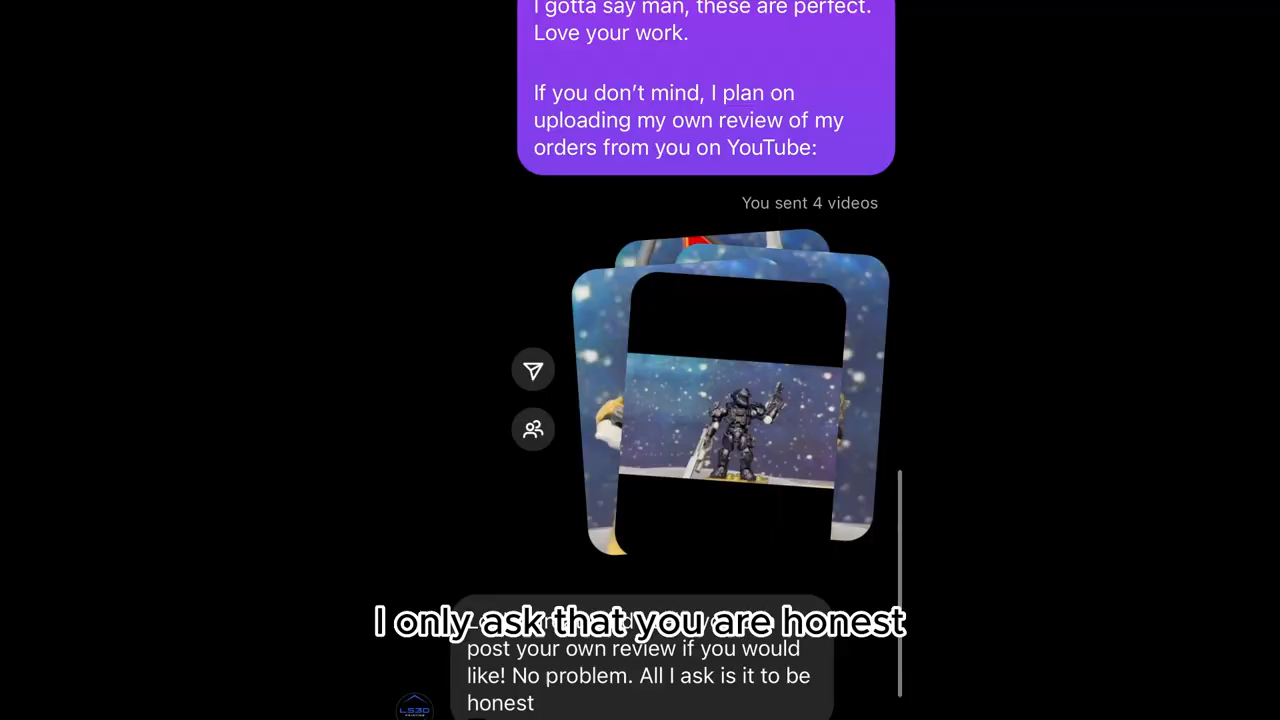 I gotta say man, these are perfect.
Love your work.
If you don’t mind, I plan on
uploading my own review of my
orders from you on YouTube:
You sent 4 videos
I only ask that you are honest
post your own review if you would
like! No problem. All I ask is it to be
honest
LS3D